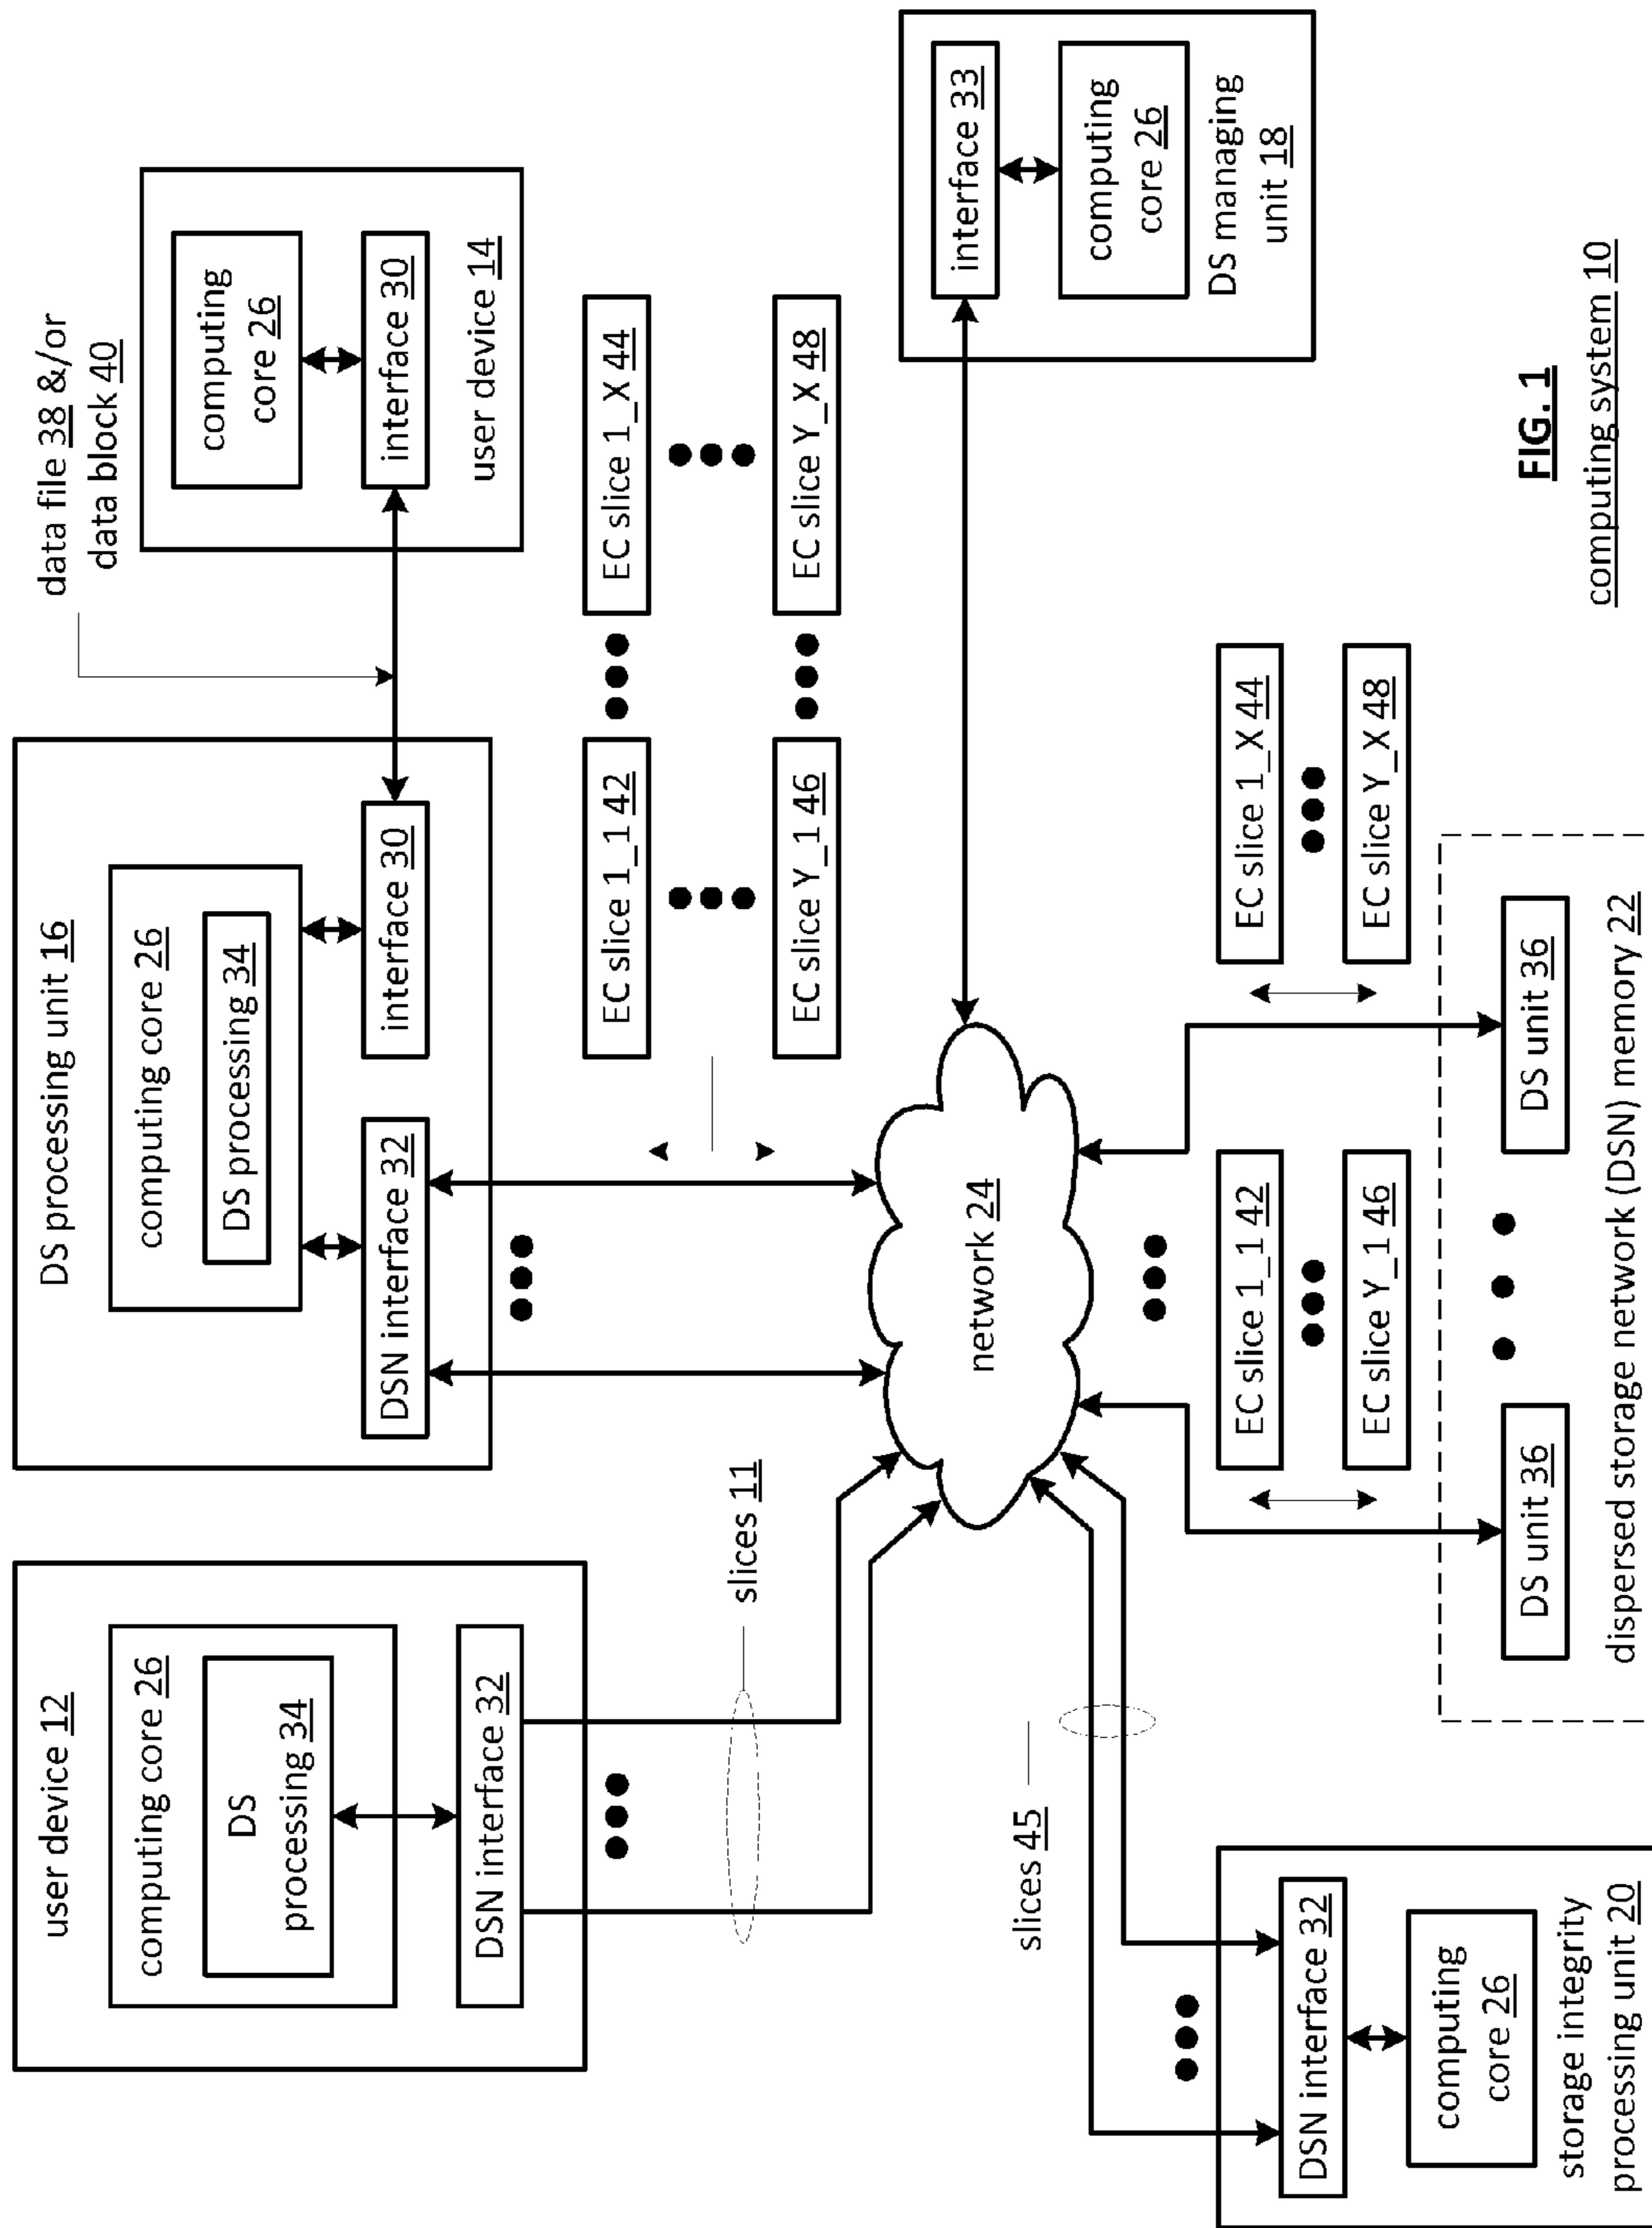 user device 12
computing core 26
DS
processing 34
DSN interface 32
slices 11
DS processing unit 16
computing core 26
DS processing 34
DSN interface 32
interface 30
data file 38 &/or
data block 40
computing
core 26
interface 30
user device 14
EC slice 1_1 42
EC slice 1_X 44
EC slice Y_1 46
EC slice Y_X 48
network 24
interface 33
computing
core 26
DS managing
unit 18
slices 45
DSN interface 32
computing
core 26
storage integrity
processing unit 20
EC slice 1_1 42
EC slice Y_1 46
EC slice 1_X 44
EC slice Y_X 48
DS unit 36
DS unit 36
dispersed storage network (DSN) memory 22
FIG. 1
computing system 10